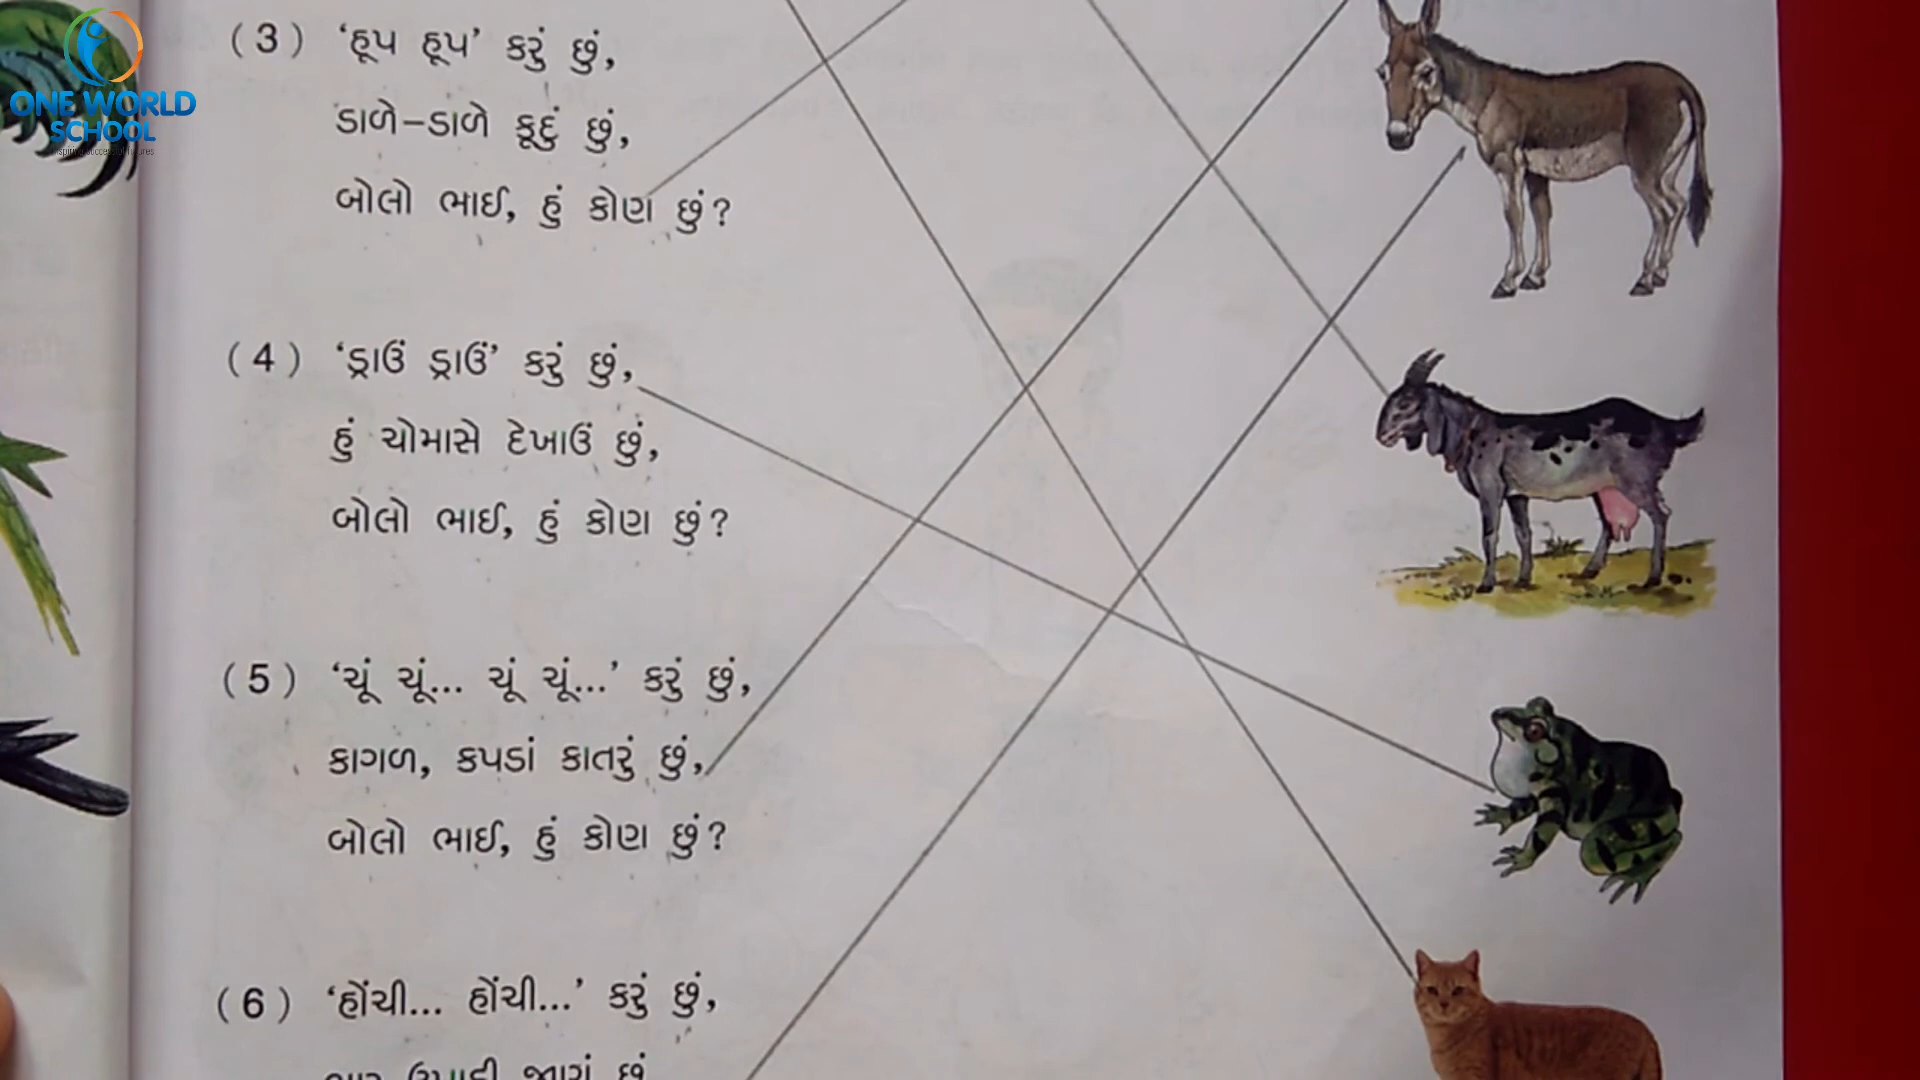 ONE WORLD
SCHOOL
(3) ‘હૂપ હૂપ’ કરું છું,
ડાળે-ડાળે કૂદું છું,
બોલો ભાઈ, હું કોણ છું?
(4) ‘ડ્રાઉં ડ્રાઉં’ કરું છું,
હું ચોમાસે દેખાઉં છું,
બોલો ભાઈ, હું કોણ છું?
(5) ‘ચૂં ચૂં... ચૂં ચૂં...’ કરું છું,
કાગળ, કપડાં કાતરું છું,
બોલો ભાઈ, હું કોણ છું?
(6) ‘હોંચી... હોંચી...’ કરું છું,